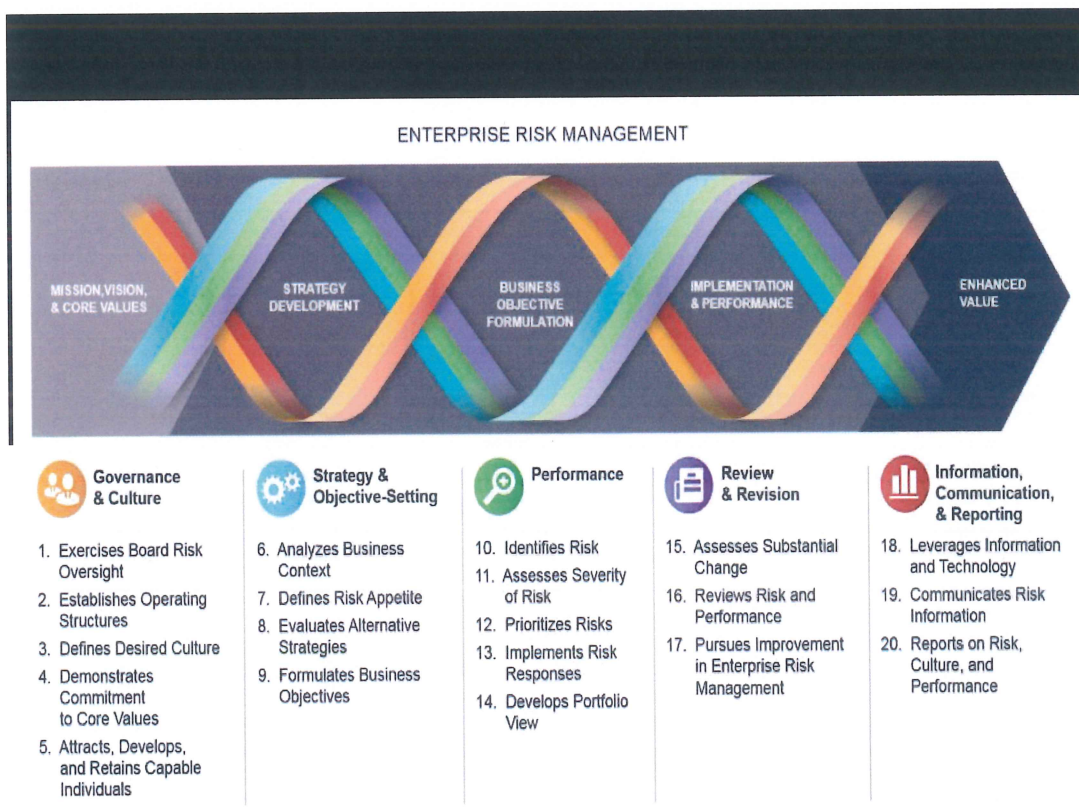 ENTERPRISE RISK MANAGEMENT
MISSION, VISION,
& CORE VALUES
STRATEGY
DEVELOPMENT
BUSINESS
OBJECTIVE
FORMULATION
IMPLEMENTATION
& PERFORMANCE
ENHANCED
VALUE
Governance
& Culture
1. Exercises Board Risk
Oversight
2. Establishes Operating
Structures
3. Defines Desired Culture
4. Demonstrates
Commitment
to Core Values
5. Attracts, Develops,
and Retains Capable
Individuals
Strategy &
Objective-Setting
6. Analyzes Business
Context
7. Defines Risk Appetite
8. Evaluates Alternative
Strategies
9. Formulates Business
Objectives
Performance
10. Identifies Risk
11. Assesses Severity
of Risk
12. Prioritizes Risks
13. Implements Risk
Responses
14. Develops Portfolio
View
Review
& Revision
15. Assesses Substantial
Change
16. Reviews Risk and
Performance
17. Pursues Improvement
in Enterprise Risk
Management
Information,
Communication,
& Reporting
18. Leverages Information
and Technology
19. Communicates Risk
Information
20. Reports on Risk,
Culture, and
Performance